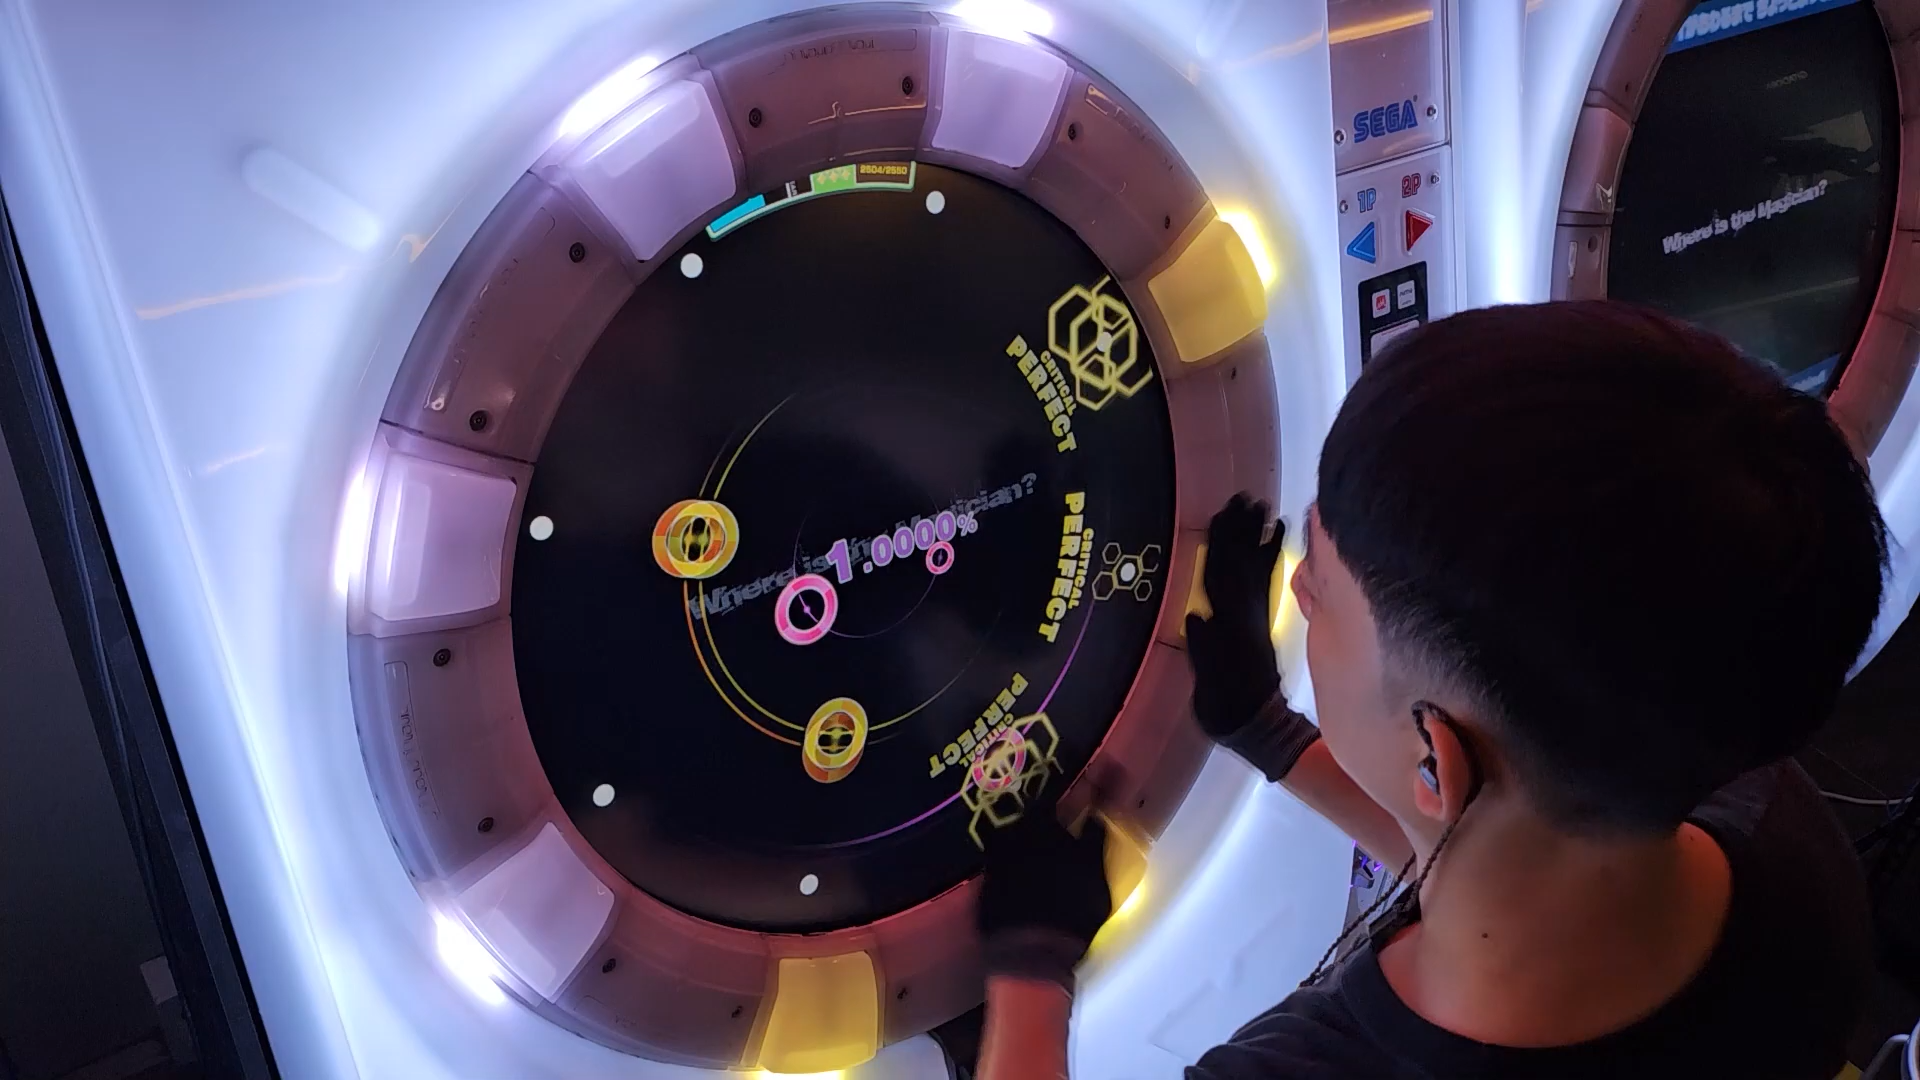 2604/2550
SEGA
1P 2P
Where is the Magician?
Where is the Magician?
1.0000%
CRITICAL
PERFECT
CRITICAL
PERFECT
CRITICAL
PERFECT